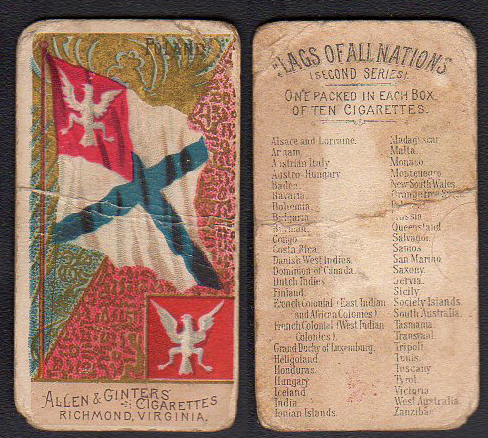 POLAND.
ALLEN & GINTERS
CIGARETTES
RICHMOND, VIRGINIA.
FLAGS OF ALL NATIONS
(SECOND SERIES).
ONE PACKED IN EACH BOX
OF TEN CIGARETTES.
Alsace and Lorraine.
Annam
Austrian Italy
Austro-Hungary
Baden
Bavaria
Bohemia
Bulgaria
Congo
Costa Rica
Danish West Indies.
Dominion of Canada.
Dutch Indies
Finland.
French Colonial (East Indian
and African Colonies)
French Colonial (West Indian
Colonies)
Grand Duchy of Luxemburg.
Heligoland
Honduras.
Hungary
Iceland
India
Ionian Islands
Madagascar
Malta
Monaco
Montenegro
New South Wales
Orange Free State
Russia
Queensland
Salvador
Samoa
San Marino
Saxony
Servia
Sicily
Society Islands
South Australia.
Tasmania
Transvaal
Tripoli
Tunis
Tuscany
Tyrol
Victoria
West Australia
Zanzibar